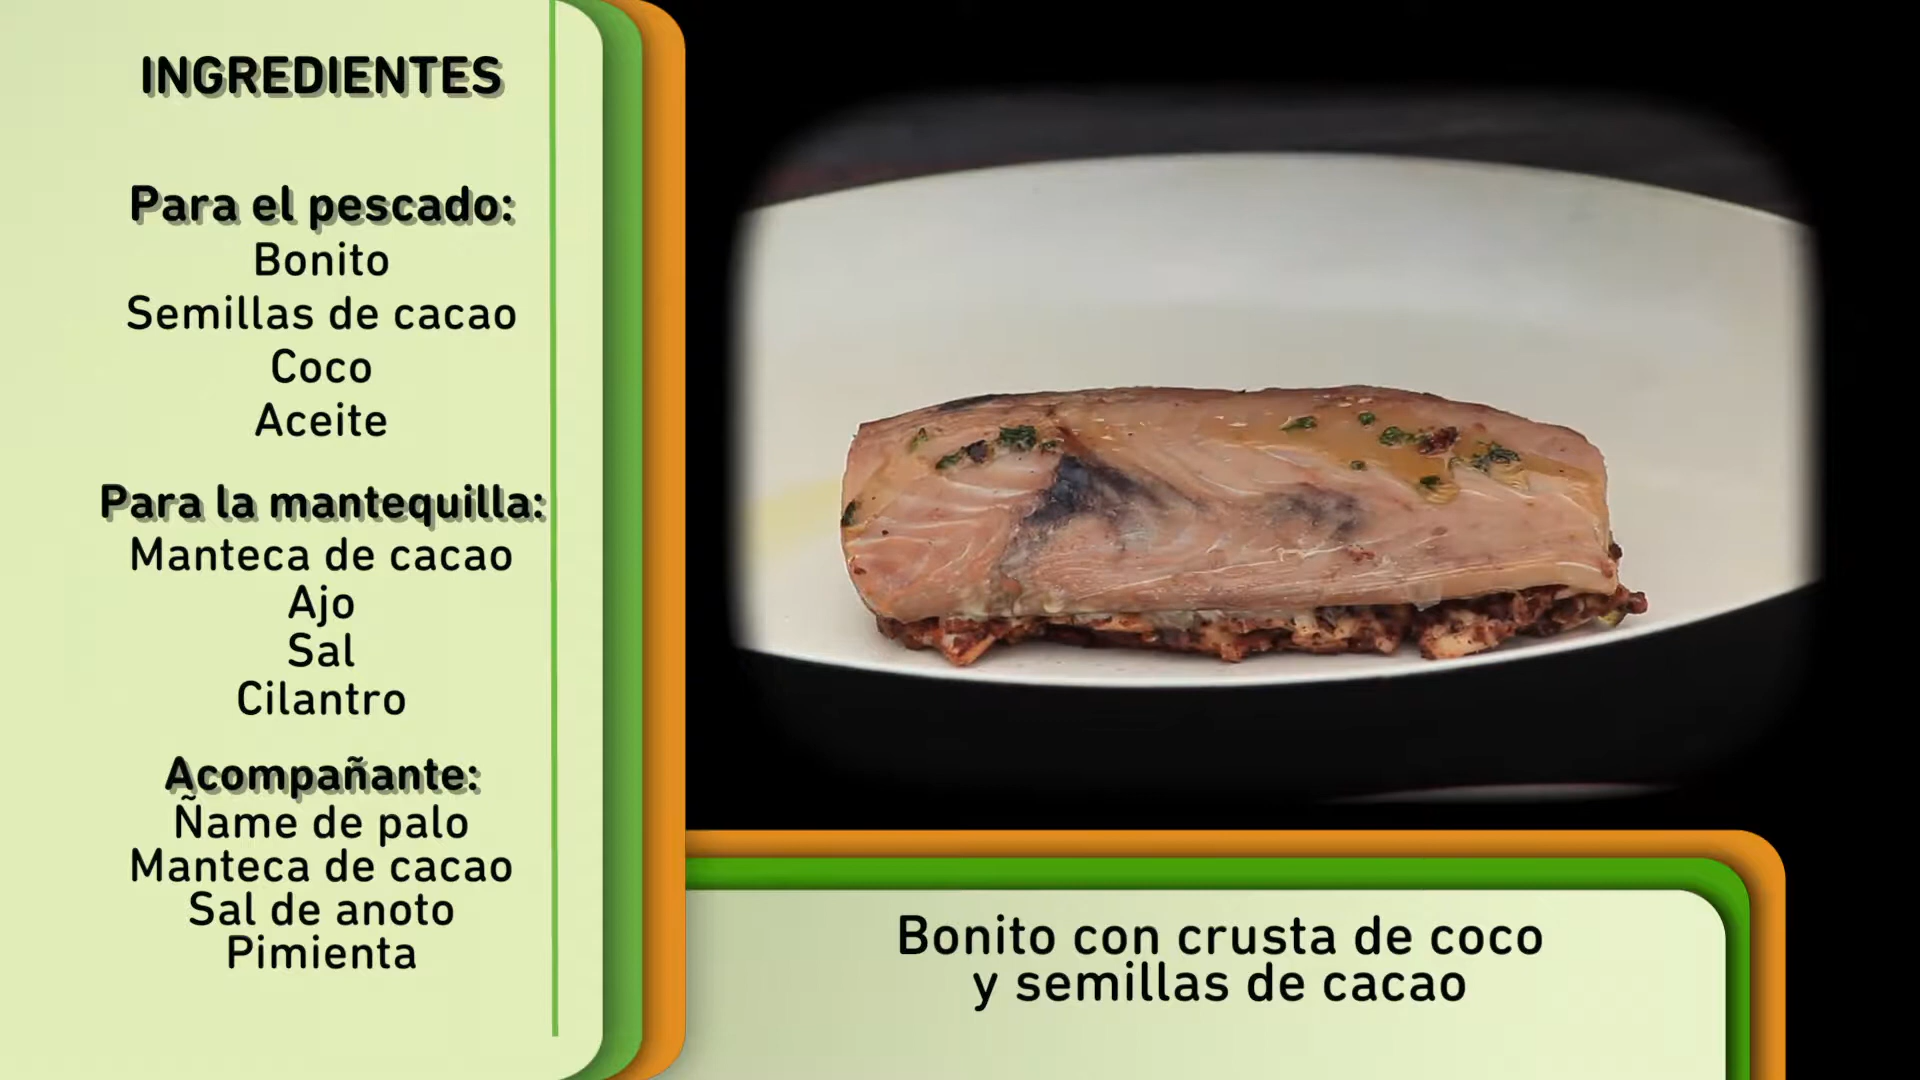 INGREDIENTES
Para el pescado:
Bonito
Semillas de cacao
Coco
Aceite
Para la mantequilla:
Manteca de cacao
Ajo
Sal
Cilantro
Acompañante:
Ñame de palo
Manteca de cacao
Sal de anoto
Pimienta
Bonito con crusta de coco
y semillas de cacao